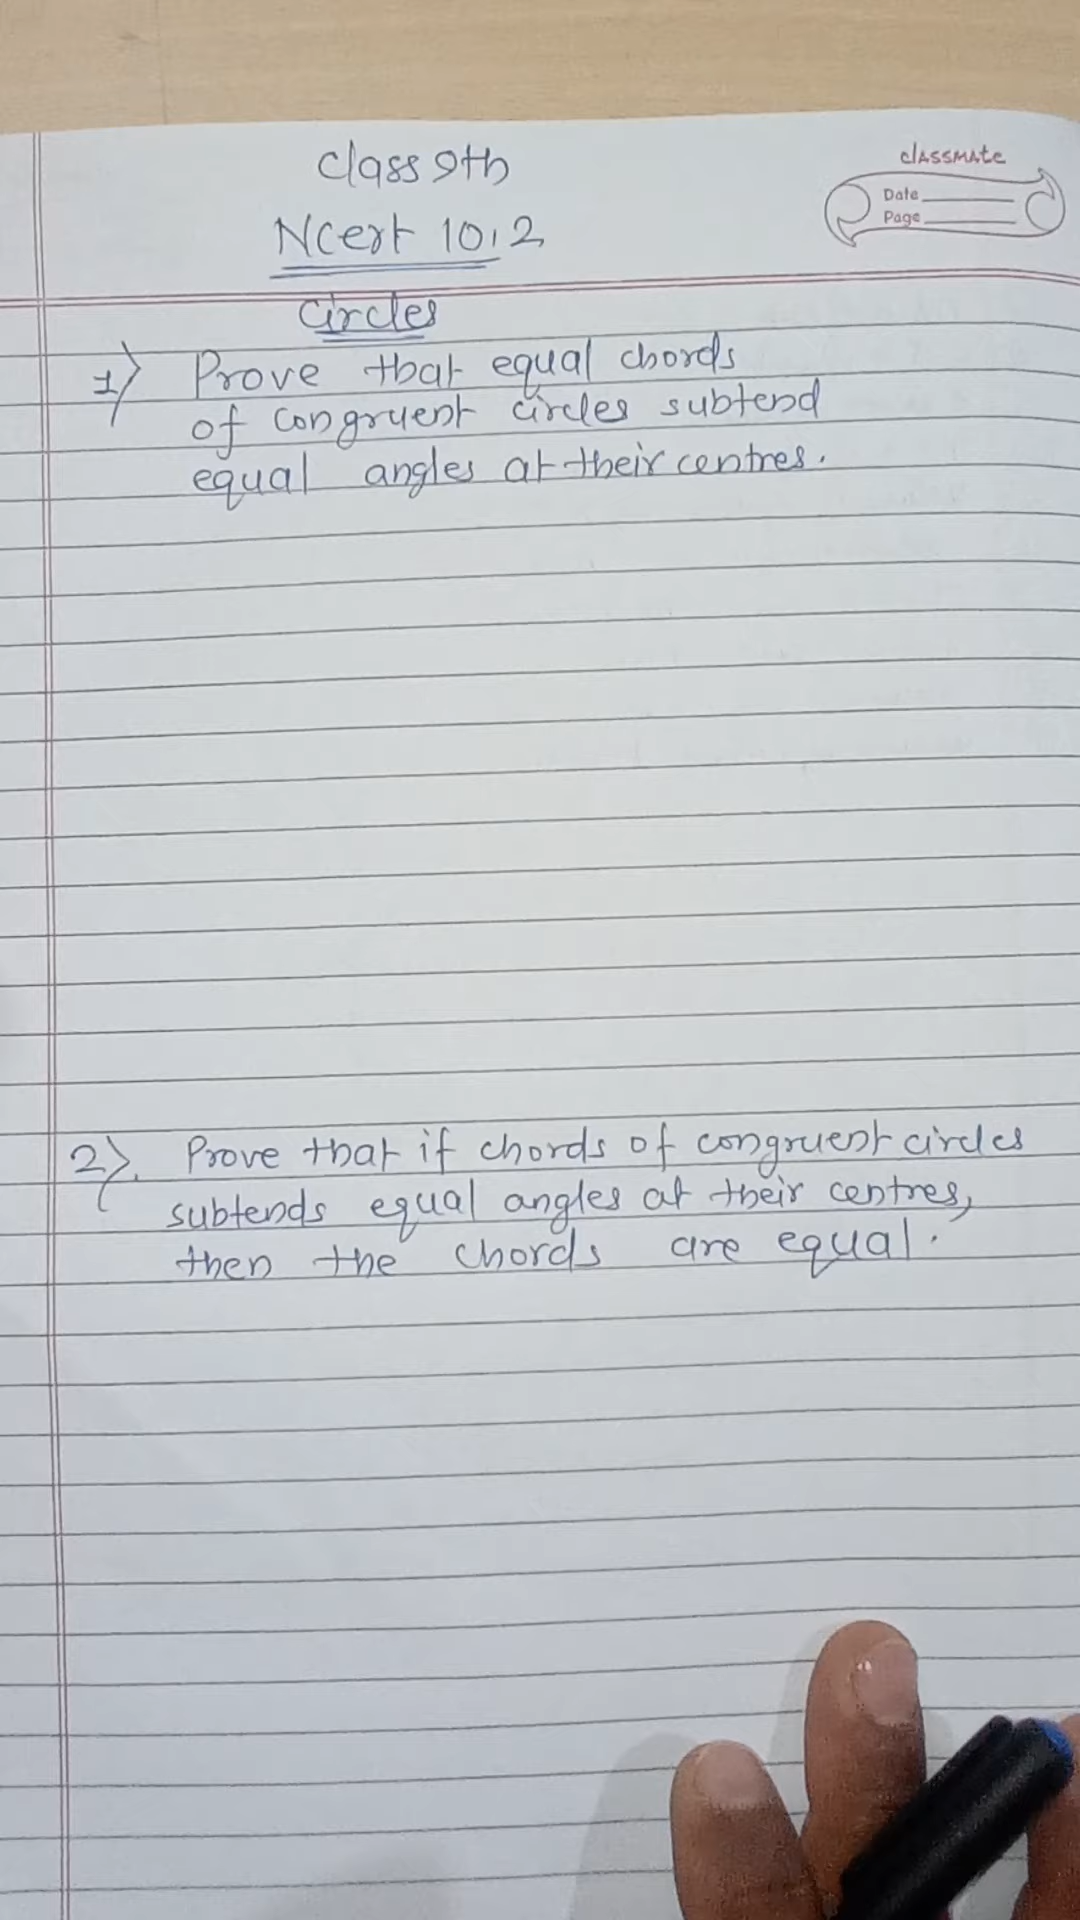 Class 9th
Ncert 10.2
classmate
Date
Page
Circles
1) Prove that equal chords
of congruent circles subtend
equal angles at their centres.
2). Prove that if chords of congruent circles
subtends equal angles at their centres,
then the chords are equal.